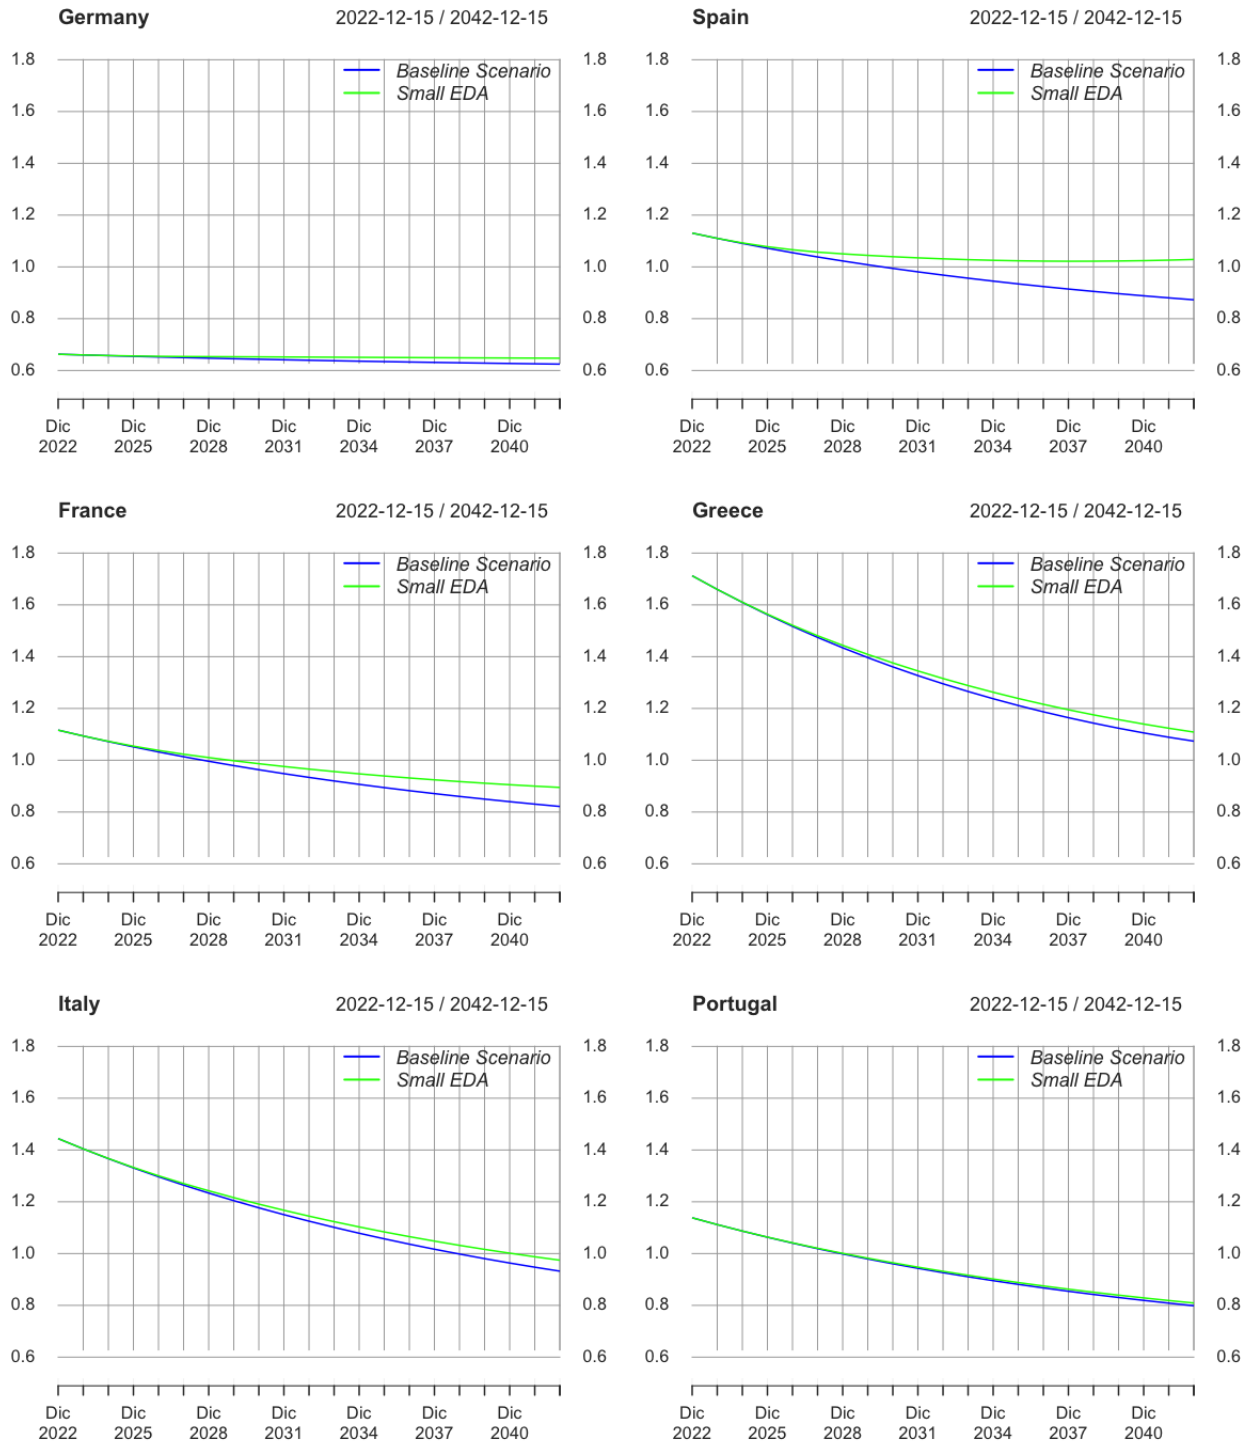 Germany 2022-12-15 / 2042-12-15
Baseline Scenario
Small EDA
1.8 1.8
1.6 1.6
1.4 1.4
1.2 1.2
1.0 1.0
0.8 0.8
0.6 0.6
Dic Dic Dic Dic Dic Dic Dic
2022 2025 2028 2031 2034 2037 2040
Spain 2022-12-15 / 2042-12-15
Baseline Scenario
Small EDA
1.8 1.8
1.6 1.6
1.4 1.4
1.2 1.2
1.0 1.0
0.8 0.8
0.6 0.6
Dic Dic Dic Dic Dic Dic Dic
2022 2025 2028 2031 2034 2037 2040
France 2022-12-15 / 2042-12-15
Baseline Scenario
Small EDA
1.8 1.8
1.6 1.6
1.4 1.4
1.2 1.2
1.0 1.0
0.8 0.8
0.6 0.6
Dic Dic Dic Dic Dic Dic Dic
2022 2025 2028 2031 2034 2037 2040
Greece 2022-12-15 / 2042-12-15
Baseline Scenario
Small EDA
1.8 1.8
1.6 1.6
1.4 1.4
1.2 1.2
1.0 1.0
0.8 0.8
0.6 0.6
Dic Dic Dic Dic Dic Dic Dic
2022 2025 2028 2031 2034 2037 2040
Italy 2022-12-15 / 2042-12-15
Baseline Scenario
Small EDA
1.8 1.8
1.6 1.6
1.4 1.4
1.2 1.2
1.0 1.0
0.8 0.8
0.6 0.6
Dic Dic Dic Dic Dic Dic Dic
2022 2025 2028 2031 2034 2037 2040
Portugal 2022-12-15 / 2042-12-15
Baseline Scenario
Small EDA
1.8 1.8
1.6 1.6
1.4 1.4
1.2 1.2
1.0 1.0
0.8 0.8
0.6 0.6
Dic Dic Dic Dic Dic Dic Dic
2022 2025 2028 2031 2034 2037 2040